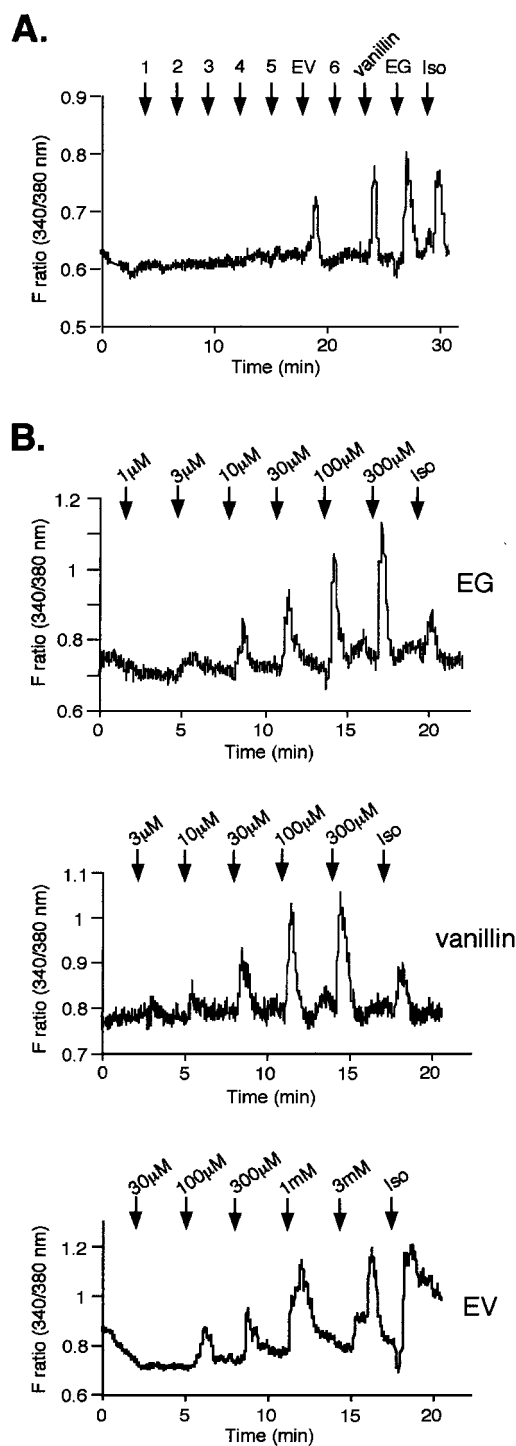 A.
1 2 3 4 5 EV 6 vanillin EG Iso
0.9
0.8
0.7
0.6
0.5
F ratio (340/380 nm)
0 10 20 30
Time (min)
B.
1μM 3μM 10μM 30μM 100μM 300μM Iso
1.2
1
0.8
0.6
F ratio (340/380 nm)
EG
0 5 10 15 20
Time (min)
3μM 10μM 30μM 100μM 300μM Iso
1.1
1
0.9
0.8
0.7
F ratio (340/380 nm)
vanillin
0 5 10 15 20
Time (min)
30μM 100μM 300μM 1mM 3mM Iso
1.2
1
0.8
0.6
F ratio (340/380 nm)
EV
0 5 10 15 20
Time (min)